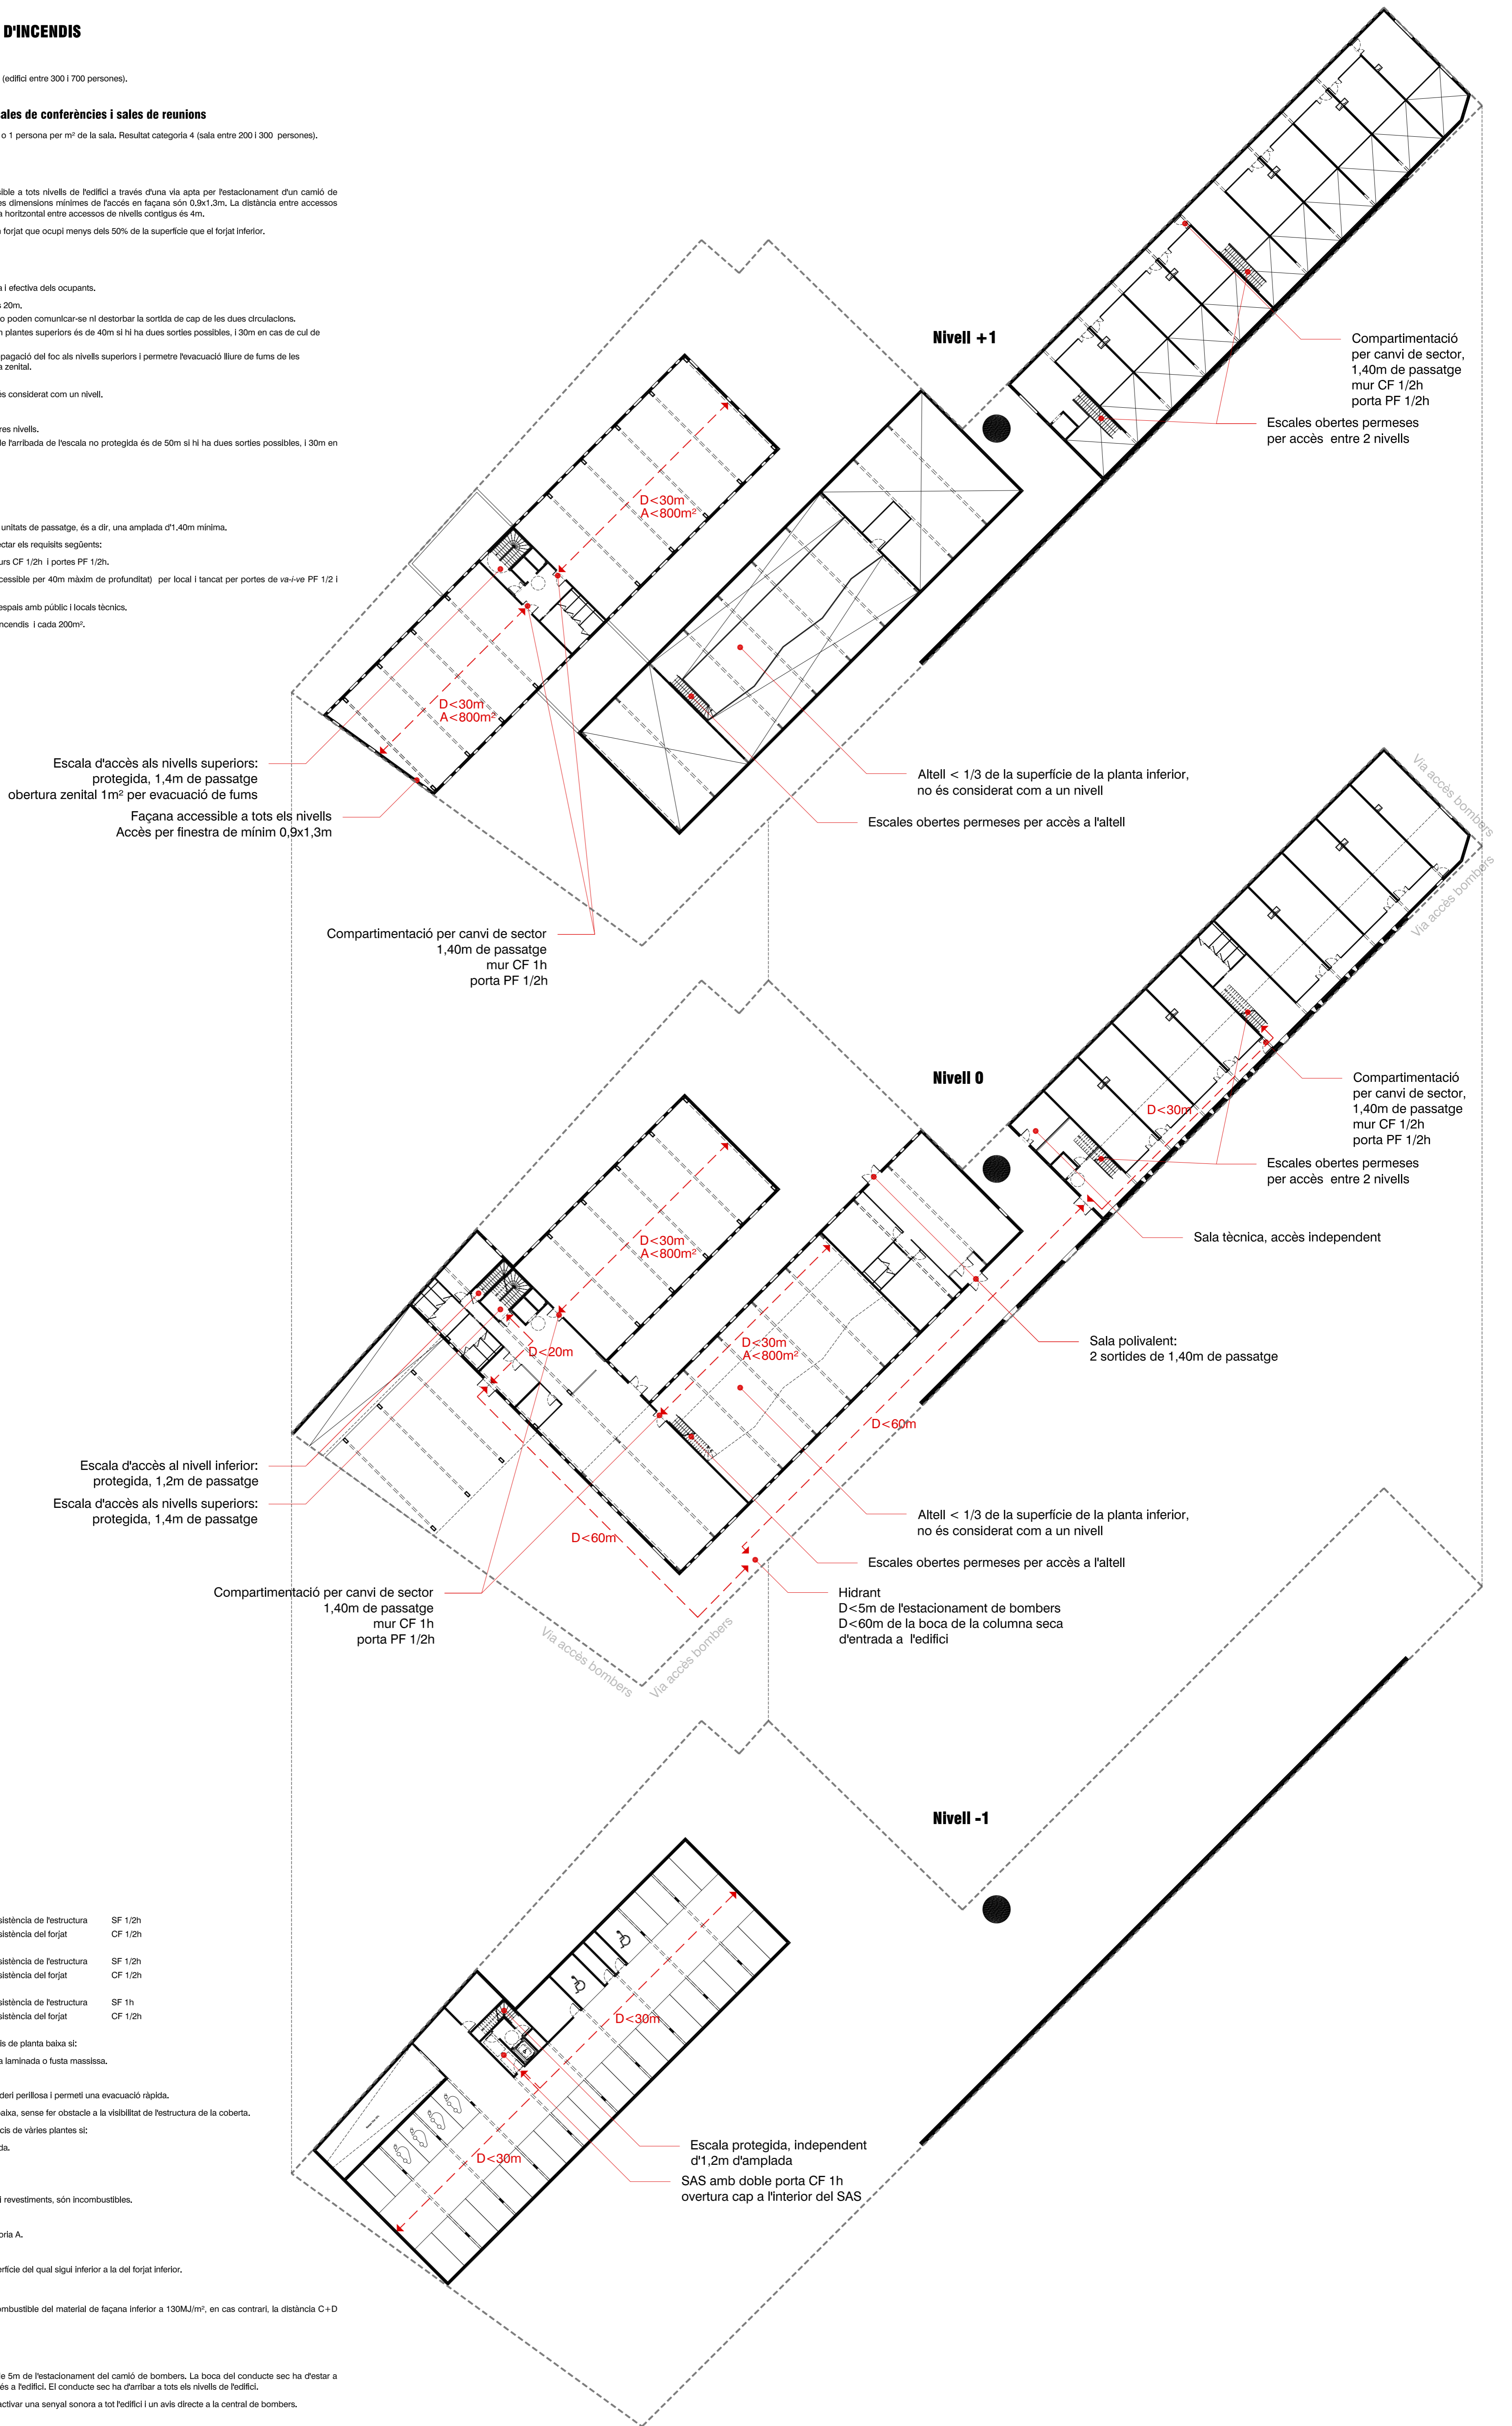 D'INCENDIS
(edifici entre 300 i 700 persones).
ales de conferències i sales de reunions
o 1 persona per m² de la sala. Resultat categoria 4 (sala entre 200 i 300 persones).
sible a tots nivells de l'edifici a través d'una via apta per l'estacionament d'un camió de
es dimensions mínimes de l'accés en façana són 0,9x1,3m. La distància entre accessos
a horitzontal entre accessos de nivells contigus és 4m.
n forjat que ocupi menys dels 50% de la superfície que el forjat inferior.
a i efectiva dels ocupants.
s 20m.
o poden comunicar-se ni destorbar la sortida de cap de les dues circulacions.
n plantes superiors és de 40m si hi ha dues sorties possibles, i 30m en cas de cul de
pagació del foc als nivells superiors i permetre l'evacuació lliure de fums de les
a zenital.
és considerat com un nivell.
res nivells.
de l'arribada de l'escala no protegida és de 50m si hi ha dues sorties possibles, i 30m en
unitats de passatge, és a dir, una amplada d'1,40m mínima.
ectar els requisits següents:
urs CF 1/2h i portes PF 1/2h.
cessible per 40m màxim de profunditat) per local i tancat per portes de va-i-ve PF 1/2 i
espais amb públic i locals tècnics.
ncendis i cada 200m².
Nivell +1
Compartimentació
per canvi de sector,
1,40m de passatge
mur CF 1/2h
porta PF 1/2h
Escales obertes permeses
per accès entre 2 nivells
D<30m
A<800m²
D<30m
A<800m²
Escala d'accès als nivells superiors:
protegida, 1,4m de passatge
obertura zenital 1m² per evacuació de fums
Façana accessible a tots els nivells
Accès per finestra de mínim 0,9x1,3m
Altell < 1/3 de la superfície de la planta inferior,
no és considerat com a un nivell
Escales obertes permeses per accès a l'altell
Compartimentació per canvi de sector
1,40m de passatge
mur CF 1h
porta PF 1/2h
Via accès bombers
Via accès bombers
Nivell 0
Compartimentació
per canvi de sector,
1,40m de passatge
mur CF 1/2h
porta PF 1/2h
D<30m
Escales obertes permeses
per accès entre 2 nivells
Sala tècnica, accès independent
D<30m
A<800m²
Sala polivalent:
2 sortides de 1,40m de passatge
D<30m
A<800m²
D<20m
D<60m
Escala d'accès al nivell inferior:
protegida, 1,2m de passatge
Escala d'accès als nivells superiors:
protegida, 1,4m de passatge
Altell < 1/3 de la superfície de la planta inferior,
no és considerat com a un nivell
D<60m
Escales obertes permeses per accès a l'altell
Compartimentació per canvi de sector
1,40m de passatge
mur CF 1h
porta PF 1/2h
Hidrant
D<5m de l'estacionament de bombers
D<60m de la boca de la columna seca
d'entrada a l'edifici
Via accès bombers
Via accès bombers
Nivell -1
sistència de l'estructura SF 1/2h
sistència del forjat CF 1/2h
sistència de l'estructura SF 1/2h
sistència del forjat CF 1/2h
sistència de l'estructura SF 1h
sistència del forjat CF 1/2h
is de planta baixa si:
a laminada o fusta massissa.
deri perillosa i permeti una evacuació ràpida.
baixa, sense fer obstacle a la visibilitat de l'estructura de la coberta.
cis de vàries plantes si:
da.
D<30m
D<30m
Escala protegida, independent
d'1,2m d'amplada
SAS amb doble porta CF 1h
overtura cap a l'interior del SAS
i revestiments, són incombustibles.
oria A.
erfície del qual sigui inferior a la del forjat inferior.
ombustible del material de façana inferior a 130MJ/m², en cas contrari, la distància C+D
de 5m de l'estacionament del camió de bombers. La boca del conducte sec ha d'estar a
és a l'edifici. El conducte sec ha d'arribar a tots els nivells de l'edifici.
activar una senyal sonora a tot l'edifici i un avis directe a la central de bombers.